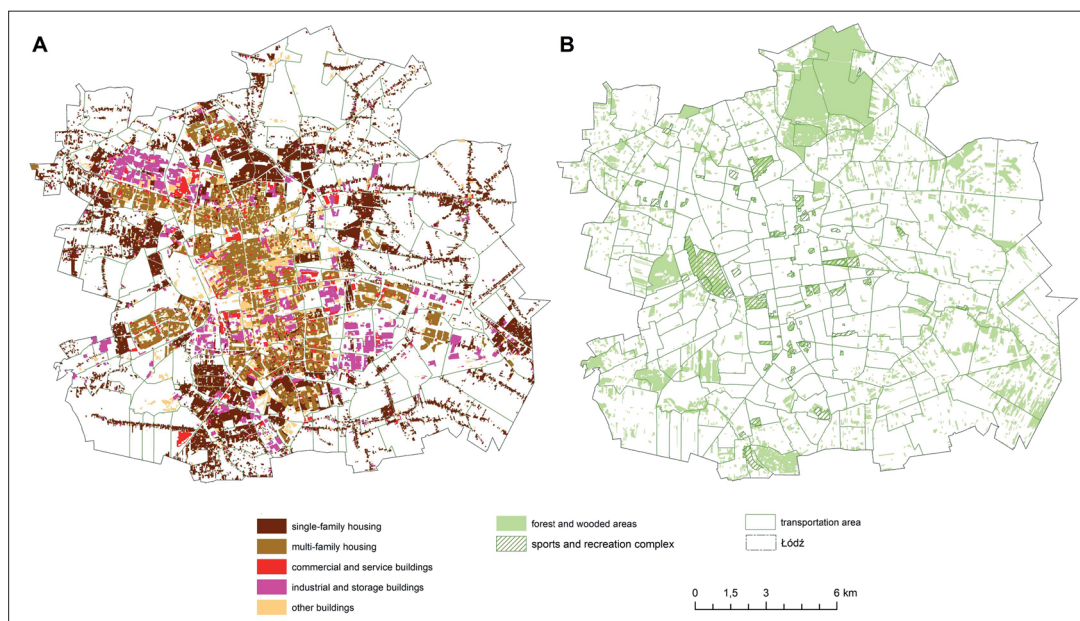 A
B
single-family housing
multi-family housing
commercial and service buildings
industrial and storage buildings
other buildings
forest and wooded areas
sports and recreation complex
transportation area
Łódź
0 1,5 3 6 km